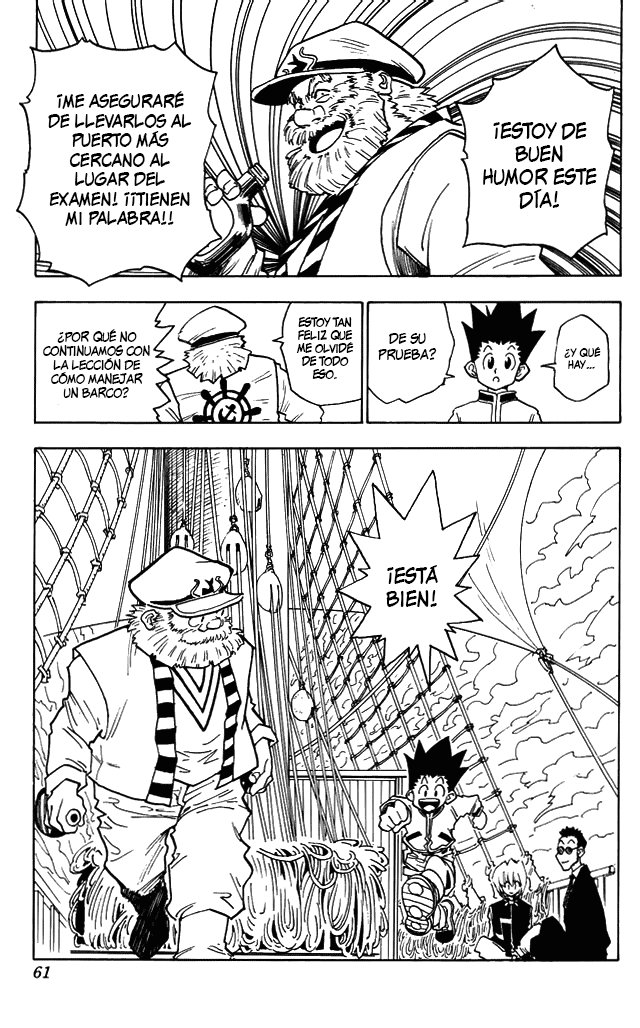 ¡ESTOY DE
BUEN
HUMOR ESTE
DÍA!
¡ME ASEGURARÉ
DE LLEVARLOS AL
PUERTO MÁS
CERCANO AL
LUGAR DEL
EXAMEN! ¡¡TIENEN
MI PALABRA!!
¿Y QUÉ
HAY...
DE SU
PRUEBA?
ESTOY TAN
FELIZ QUE
ME OLVIDÉ
DE TODO
ESO.
¿POR QUÉ NO
CONTINUAMOS CON
LA LECCIÓN DE
CÓMO MANEJAR
UN BARCO?
¡ESTÁ
BIEN!
61